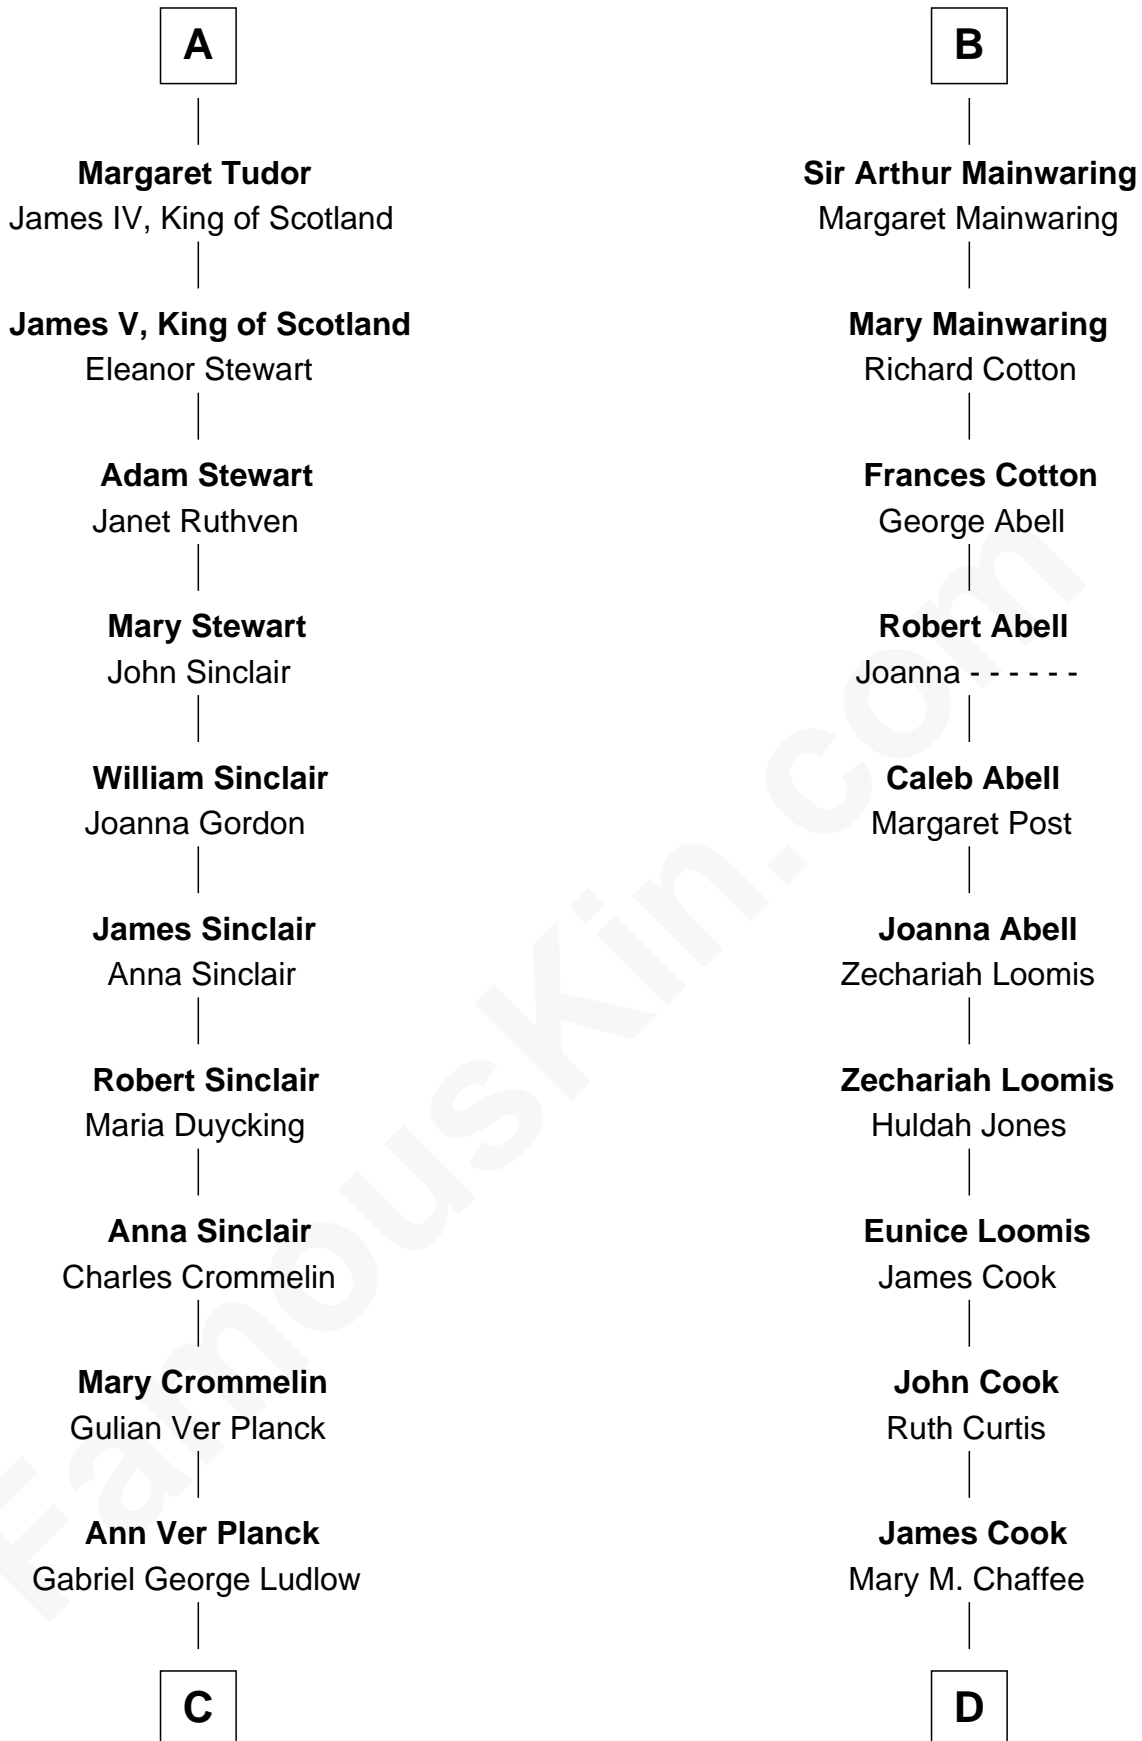 A
Margaret Tudor
James IV, King of Scotland
James V, King of Scotland
Eleanor Stewart
Adam Stewart
Janet Ruthven
Mary Stewart
John Sinclair
William Sinclair
Joanna Gordon
James Sinclair
Anna Sinclair
Robert Sinclair
Maria Duycking
Anna Sinclair
Charles Crommelin
Mary Crommelin
Gulian Ver Planck
Ann Ver Planck
Gabriel George Ludlow
C
B
Sir Arthur Mainwaring
Margaret Mainwaring
Mary Mainwaring
Richard Cotton
Frances Cotton
George Abell
Robert Abell
Joanna - - - - - -
Caleb Abell
Margaret Post
Joanna Abell
Zechariah Loomis
Zechariah Loomis
Huldah Jones
Eunice Loomis
James Cook
John Cook
Ruth Curtis
James Cook
Mary M. Chaffee
D
FamousKin.com